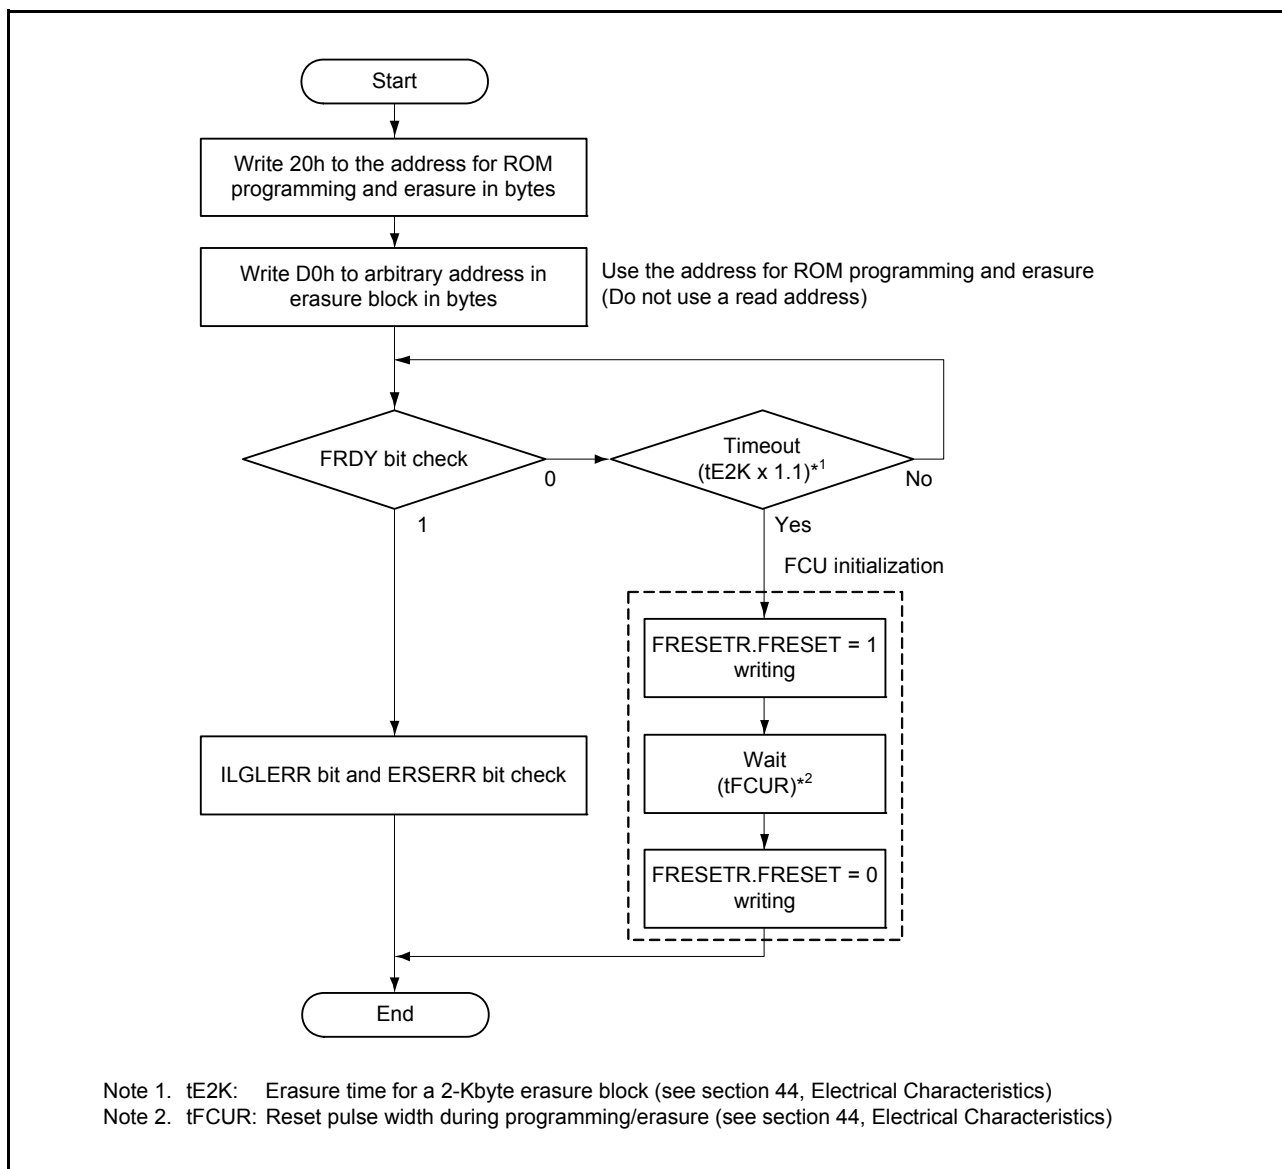 Start
Write 20h to the address for ROM
programming and erasure in bytes
Write D0h to arbitrary address in
erasure block in bytes
Use the address for ROM programming and erasure
(Do not use a read address)
FRDY bit check
0
1
Timeout
(tE2K x 1.1)*1
No
Yes
FCU initialization
FRESETR.FRESET = 1
writing
Wait
(tFCUR)*2
FRESETR.FRESET = 0
writing
ILGLERR bit and ERSERR bit check
End
Note 1. tE2K: Erasure time for a 2-Kbyte erasure block (see section 44, Electrical Characteristics)
Note 2. tFCUR: Reset pulse width during programming/erasure (see section 44, Electrical Characteristics)